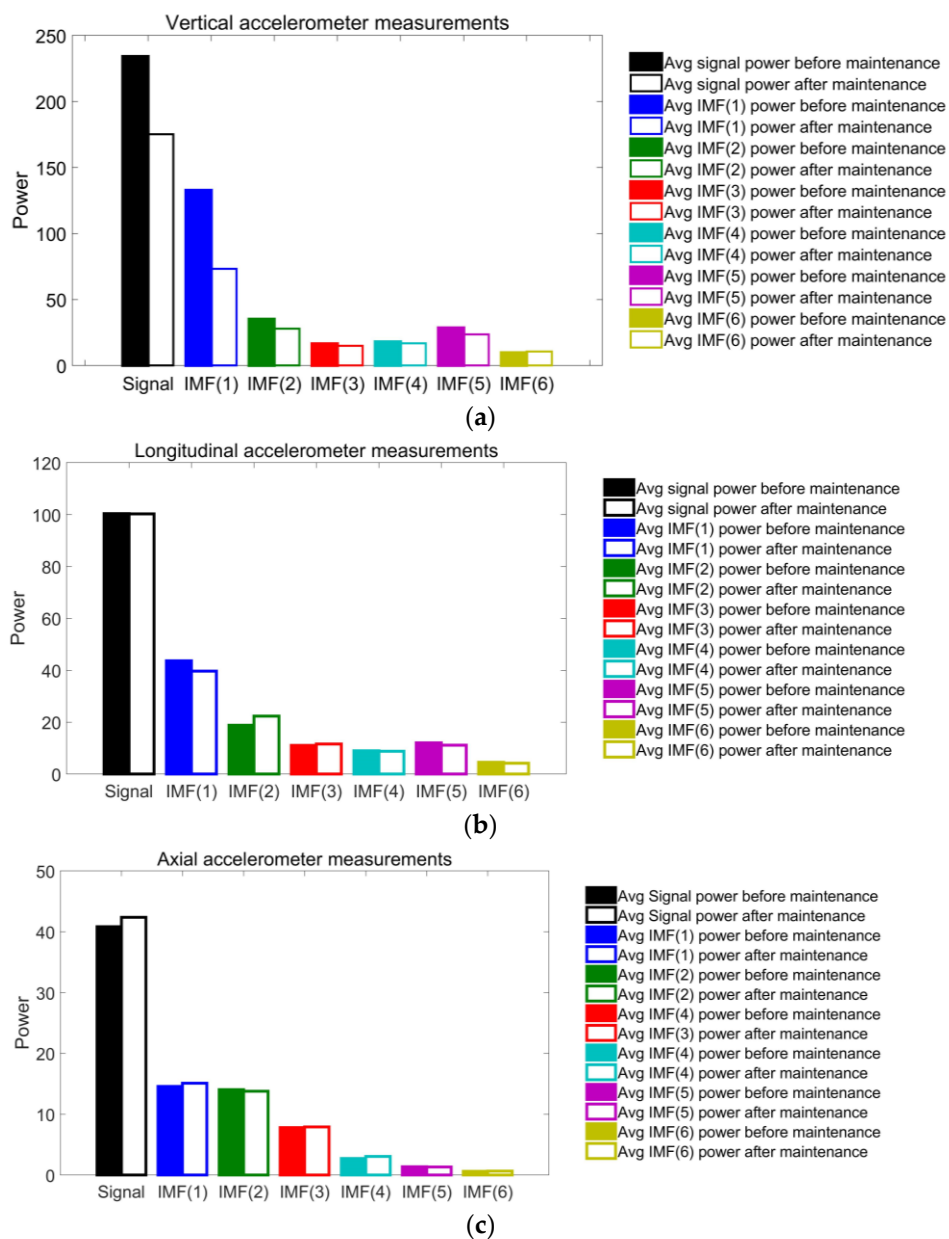 Vertical accelerometer measurements
250
200
150
100
50
0
Power
Signal IMF(1) IMF(2) IMF(3) IMF(4) IMF(5) IMF(6)
Avg signal power before maintenance
Avg signal power after maintenance
Avg IMF(1) power before maintenance
Avg IMF(1) power after maintenance
Avg IMF(2) power before maintenance
Avg IMF(2) power after maintenance
Avg IMF(3) power before maintenance
Avg IMF(3) power after maintenance
Avg IMF(4) power before maintenance
Avg IMF(4) power after maintenance
Avg IMF(5) power before maintenance
Avg IMF(5) power after maintenance
Avg IMF(6) power before maintenance
Avg IMF(6) power after maintenance
(a)
Longitudinal accelerometer measurements
120
100
80
60
40
20
0
Power
Signal IMF(1) IMF(2) IMF(3) IMF(4) IMF(5) IMF(6)
Avg signal power before maintenance
Avg signal power after maintenance
Avg IMF(1) power before maintenance
Avg IMF(1) power after maintenance
Avg IMF(2) power before maintenance
Avg IMF(2) power after maintenance
Avg IMF(3) power before maintenance
Avg IMF(3) power after maintenance
Avg IMF(4) power before maintenance
Avg IMF(4) power after maintenance
Avg IMF(5) power before maintenance
Avg IMF(5) power after maintenance
Avg IMF(6) power before maintenance
Avg IMF(6) power after maintenance
(b)
Axial accelerometer measurements
50
40
30
20
10
0
Power
Signal IMF(1) IMF(2) IMF(3) IMF(4) IMF(5) IMF(6)
Avg Signal power before maintenance
Avg Signal power after maintenance
Avg IMF(1) power before maintenance
Avg IMF(1) power after maintenance
Avg IMF(2) power before maintenance
Avg IMF(2) power after maintenance
Avg IMF(4) power before maintenance
Avg IMF(3) power after maintenance
Avg IMF(4) power before maintenance
Avg IMF(4) power after maintenance
Avg IMF(5) power before maintenance
Avg IMF(5) power after maintenance
Avg IMF(6) power before maintenance
Avg IMF(6) power after maintenance
(c)